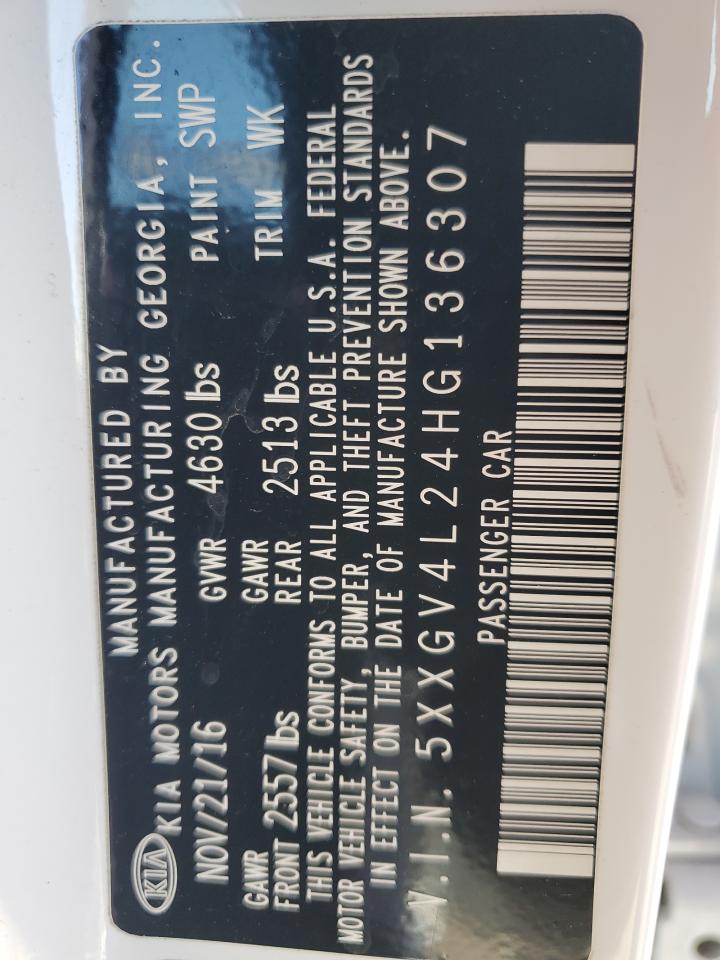 MANUFACTURED BY
KIA KIA MOTORS MANUFACTURING GEORGIA, INC.
NOV/21/16 GVWR 4630 lbs PAINT SWP
GAWR GAWR
FRONT 2557 lbs REAR 2513 lbs TRIM WK
THIS VEHICLE CONFORMS TO ALL APPLICABLE U.S.A. FEDERAL
MOTOR VEHICLE SAFETY, BUMPER, AND THEFT PREVENTION STANDARDS
IN EFFECT ON THE DATE OF MANUFACTURE SHOWN ABOVE.
V.I.N. 5XXGV4L24HG136307
PASSENGER CAR